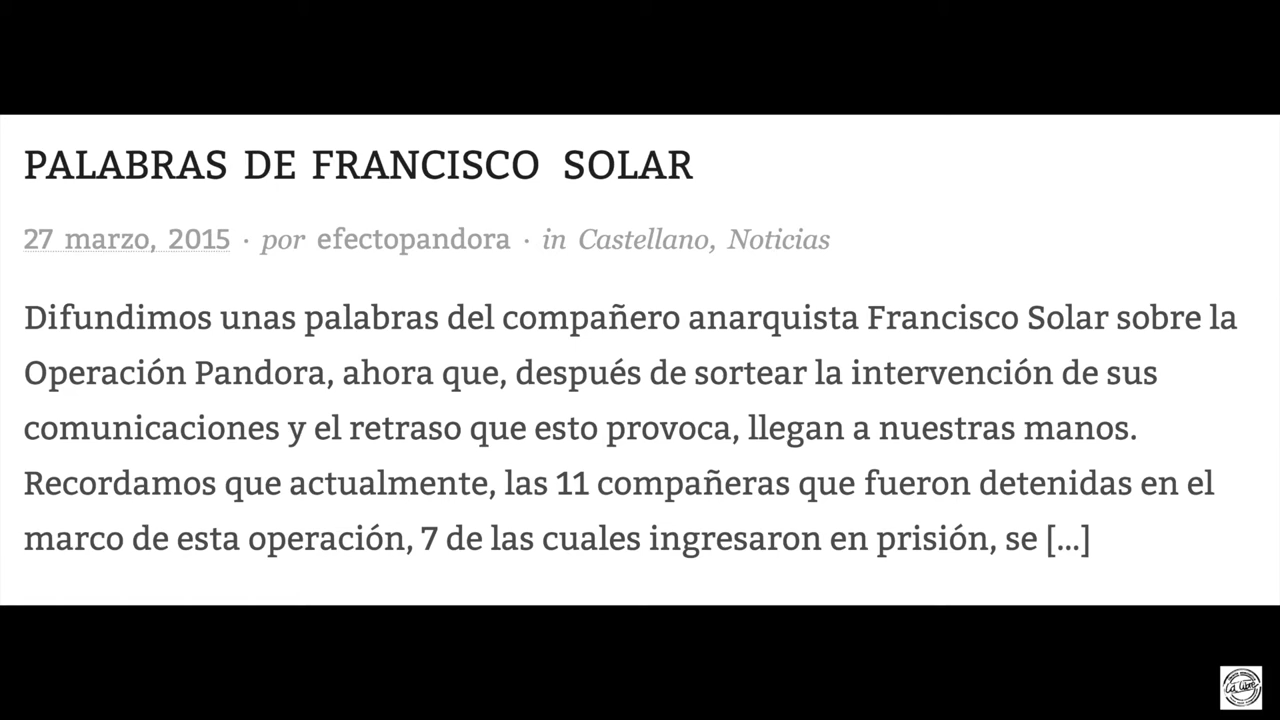 PALABRAS DE FRANCISCO SOLAR
27 marzo, 2015 · por efectopandora · in Castellano, Noticias
Difundimos unas palabras del compañero anarquista Francisco Solar sobre la
Operación Pandora, ahora que, después de sortear la intervención de sus
comunicaciones y el retraso que esto provoca, llegan a nuestras manos.
Recordamos que actualmente, las 11 compañeras que fueron detenidas en el
marco de esta operación, 7 de las cuales ingresaron en prisión, se [...]